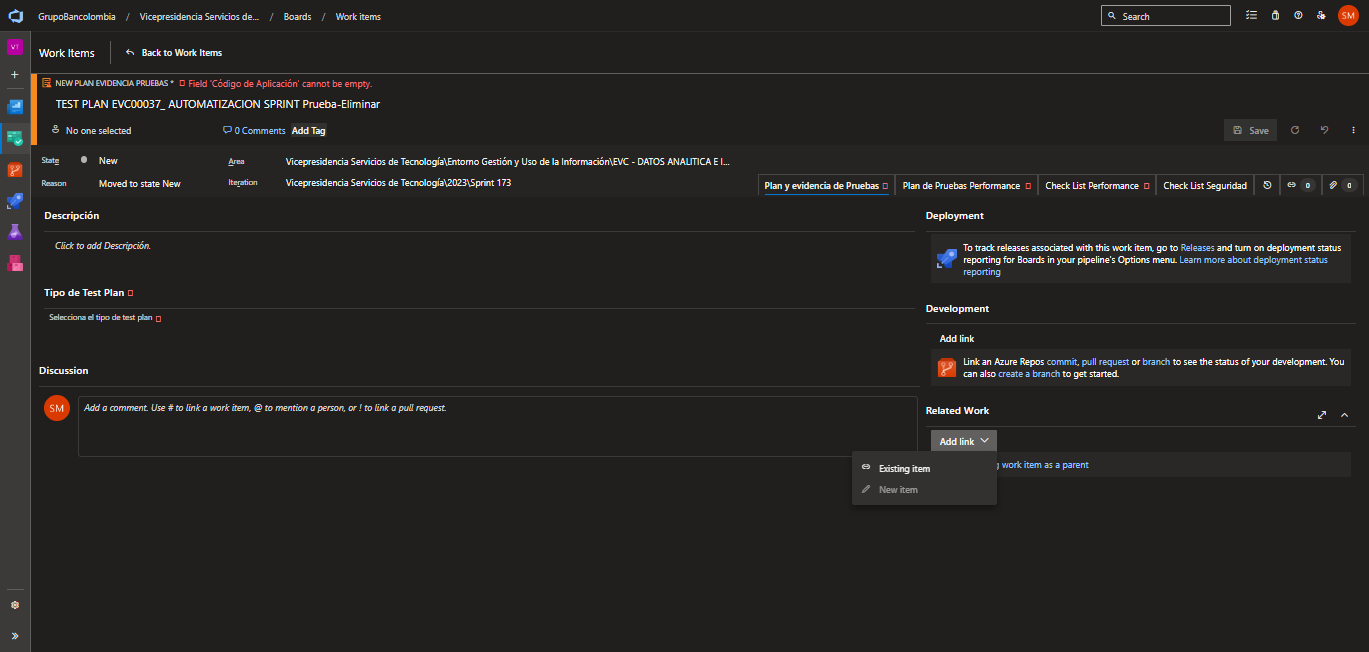 GrupoBancolombia / Vicepresidencia Servicios de... / Boards / Work items
Search
SM
VT
Work Items
Back to Work Items
NEW PLAN EVIDENCIA PRUEBAS * Field 'Código de Aplicación' cannot be empty.
TEST PLAN EVC00037_ AUTOMATIZACION SPRINT Prueba-Eliminar
No one selected
0 Comments
Add Tag
Save
State
New
Area
Vicepresidencia Servicios de Tecnología\Entorno Gestión y Uso de la Información\EVC - DATOS ANALITICA E I...
Reason
Moved to state New
Iteration
Vicepresidencia Servicios de Tecnología\2023\Sprint 173
Plan y evidencia de Pruebas
Plan de Pruebas Performance
Check List Performance
Check List Seguridad
0
0
Descripción
Click to add Descripción.
Tipo de Test Plan
Selecciona el tipo de test plan
Discussion
SM
Add a comment. Use # to link a work item, @ to mention a person, or ! to link a pull request.
Deployment
To track releases associated with this work item, go to Releases and turn on deployment status
reporting for Boards in your pipeline's Options menu. Learn more about deployment status
reporting
Development
Add link
Link an Azure Repos commit, pull request or branch to see the status of your development. You
can also create a branch to get started.
Related Work
Add link
Existing item
New item
work item as a parent